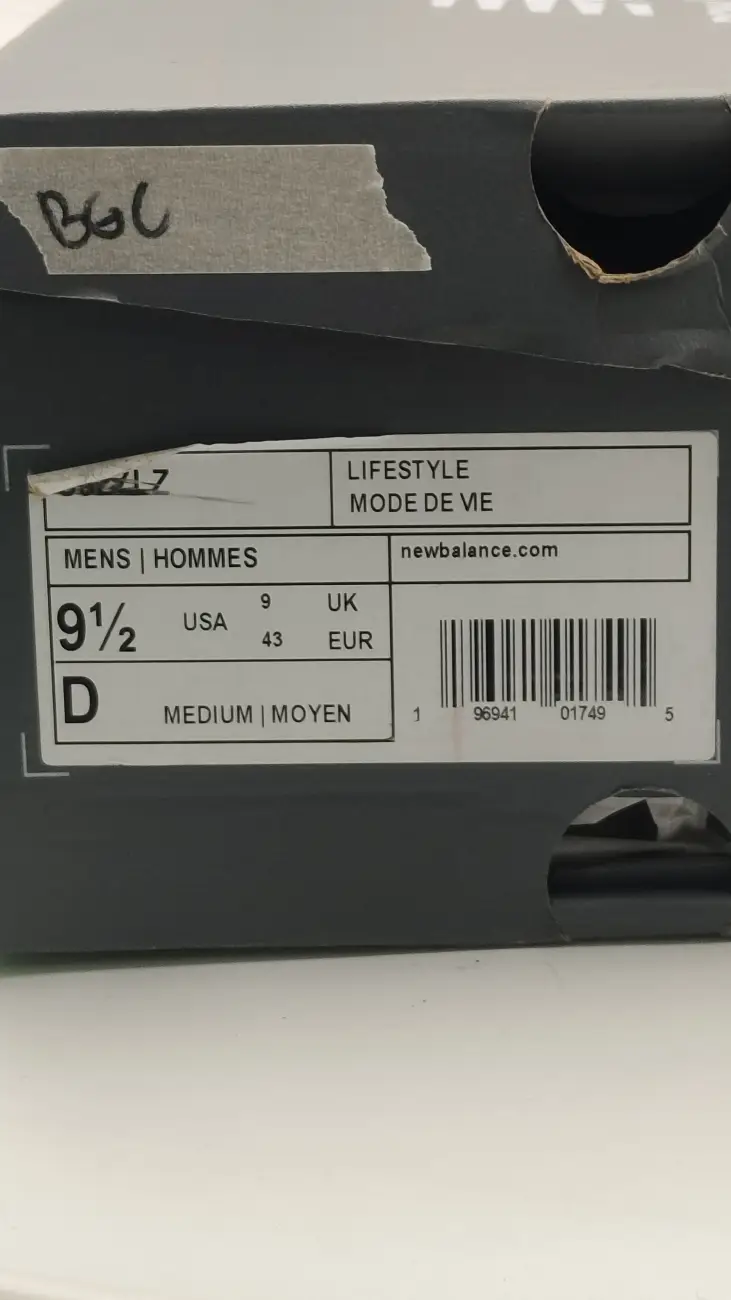 BGC
LIFESTYLE
MODE DE VIE
MENS | HOMMES
newbalance.com
9½ USA 9 UK
43 EUR
D MEDIUM | MOYEN
1 96941 01749 5